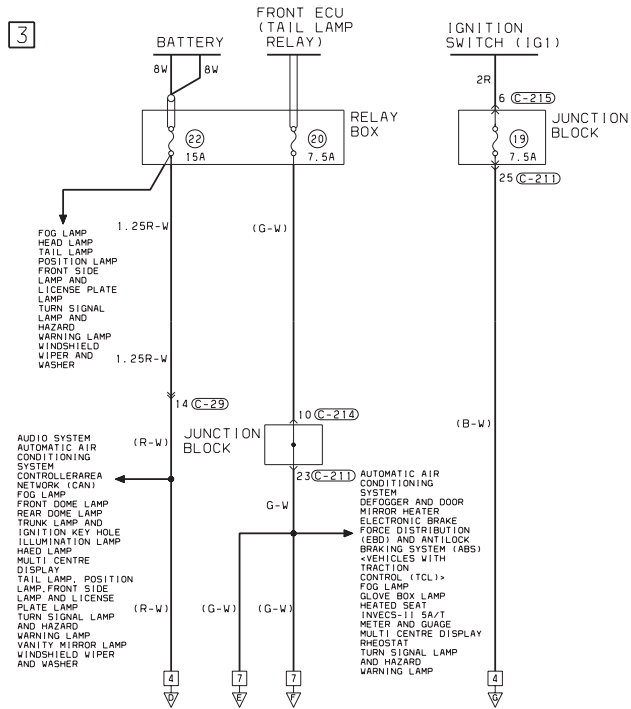 3
BATTERY
FRONT ECU
(TAIL LAMP
RELAY)
IGNITION
SWITCH (IG1)
8W
8W
2R
6
C-215
RELAY
BOX
JUNCTION
BLOCK
22
15A
20
7.5A
19
7.5A
25
C-211
1.25R-W
(G-W)
FOG LAMP
HEAD LAMP
TAIL LAMP
POSITION LAMP
FRONT SIDE
LAMP AND
LICENSE PLATE
LAMP
TURN SIGNAL
LAMP AND
HAZARD
WARNING LAMP
WINDSHIELD
WIPER AND
WASHER
1.25R-W
14
C-29
10
C-214
(B-W)
(R-W)
JUNCTION
BLOCK
23
C-211
AUDIO SYSTEM
AUTOMATIC AIR
CONDITIONING
SYSTEM
CONTROLLERAREA
NETWORK (CAN)
FOG LAMP
FRONT DOME LAMP
REAR DOME LAMP
TRUNK LAMP AND
IGNITION KEY HOLE
ILLUMINATION LAMP
HAED LAMP
MULTI CENTRE
DISPLAY
TAIL LAMP, POSITION
LAMP,FRONT SIDE
LAMP AND LICENSE
PLATE LAMP
TURN SIGNAL LAMP
AND HAZARD
WARNING LAMP
VANITY MIRROR LAMP
WINDSHIELD WIPER
AND WASHER
G-W
AUTOMATIC AIR
CONDITIONING
SYSTEM
DEFOGGER AND DOOR
MIRROR HEATER
ELECTRONIC BRAKE
FORCE DISTRIBUTION
(EBD) AND ANTILOCK
BRAKING SYSTEM (ABS)
<VEHICLES WITH
TRACTION
CONTROL (TCL)>
FOG LAMP
GLOVE BOX LAMP
HEATED SEAT
INVECS-II 5A/T
METER AND GUAGE
MULTI CENTRE DISPLAY
RHEOSTAT
TURN SIGNAL LAMP
AND HAZARD
WARNING LAMP
(R-W)
(G-W)
(G-W)
4
7
7
4
D
E
F
G